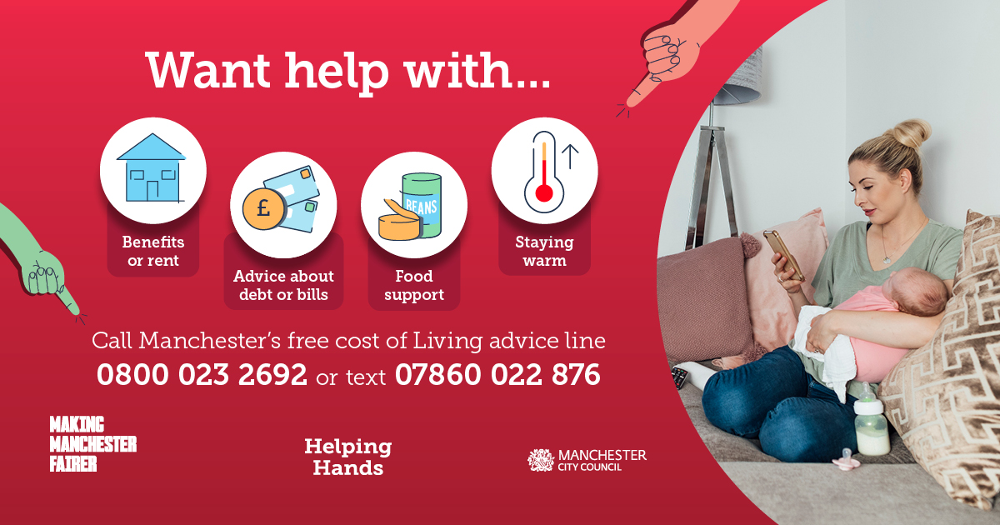 Want help with...
Benefits
or rent
£
Advice about
debt or bills
BEANS
Food
support
Staying
warm
Call Manchester's free cost of Living advice line
0800 023 2692 or text 07860 022 876
MAKING
MANCHESTER
FAIRER
Helping
Hands
MANCHESTER
CITY COUNCIL